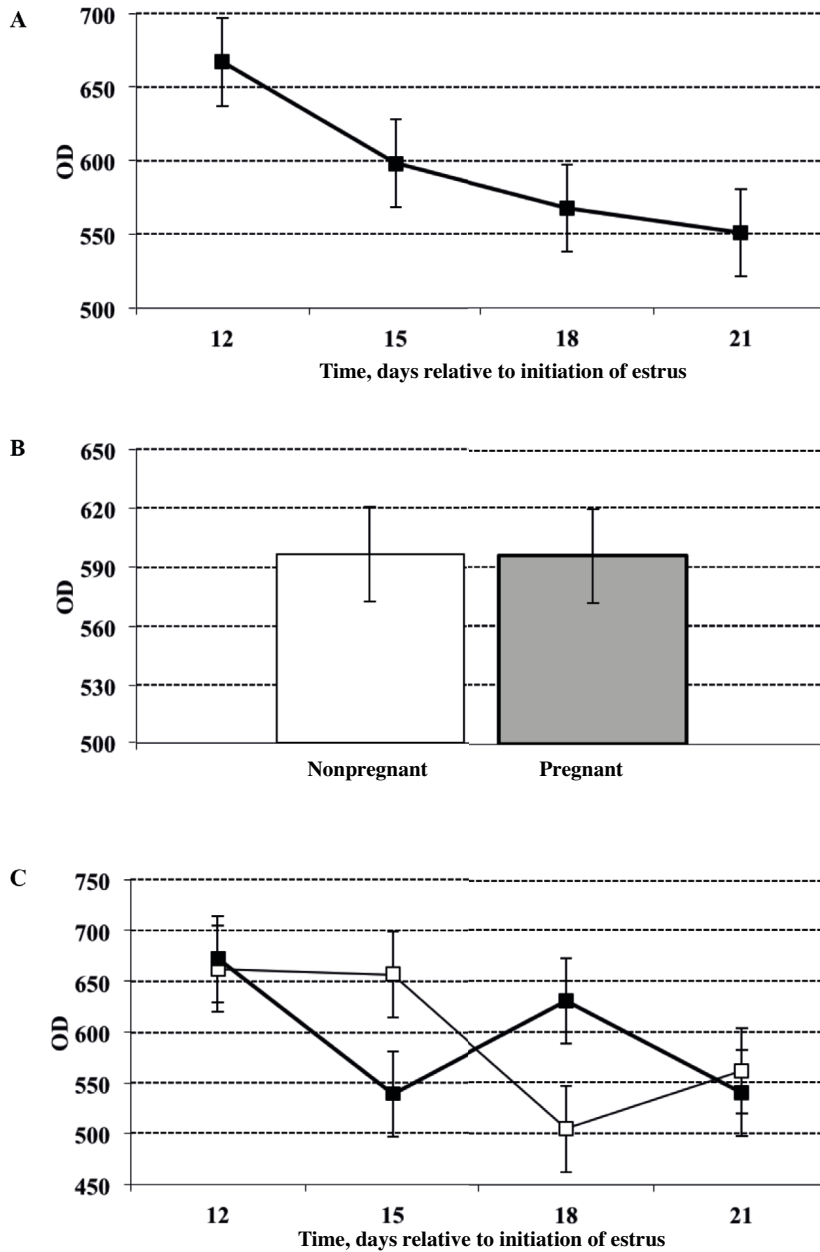 A
700
650
600
550
500
OD
12 15 18 21
Time, days relative to initiation of estrus
B
650
620
590
560
530
500
OD
Nonpregnant Pregnant
C
750
700
650
600
550
500
450
OD
12 15 18 21
Time, days relative to initiation of estrus